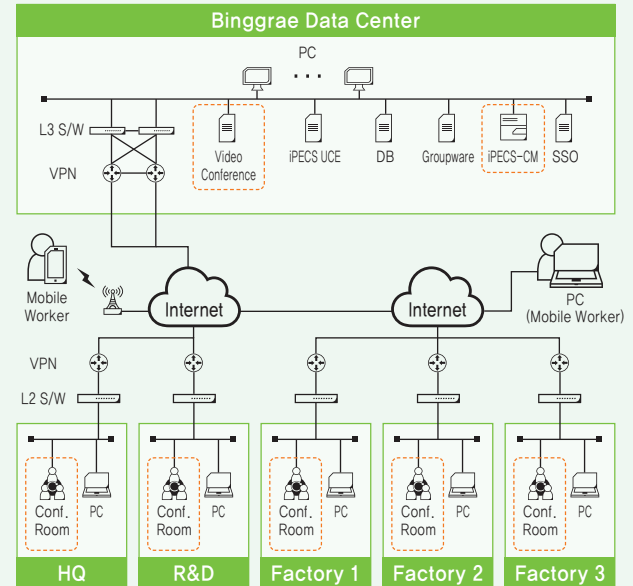 Binggrae Data Center
PC
L3 S/W
Video
Conference
iPECS UCE
DB
Groupware
iPECS-CM
SSO
VPN
Mobile
Worker
Internet
Internet
PC
(Mobile Worker)
VPN
L2 S/W
Conf.
Room
PC
Conf.
Room
PC
Conf.
Room
PC
Conf.
Room
PC
Conf.
Room
PC
HQ
R&D
Factory 1
Factory 2
Factory 3